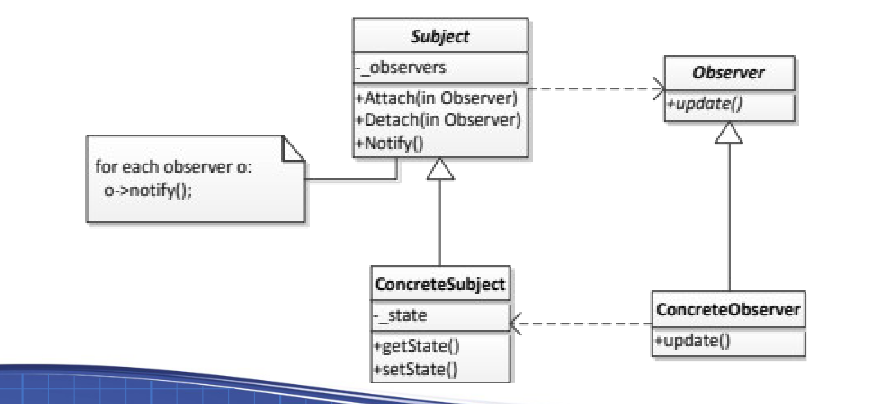 Subject
-_observers
+Attach(in Observer)
+Detach(in Observer)
+Notify()
Observer
+update()
for each observer o:
o->notify();
ConcreteSubject
-_state
+getState()
+setState()
ConcreteObserver
+update()